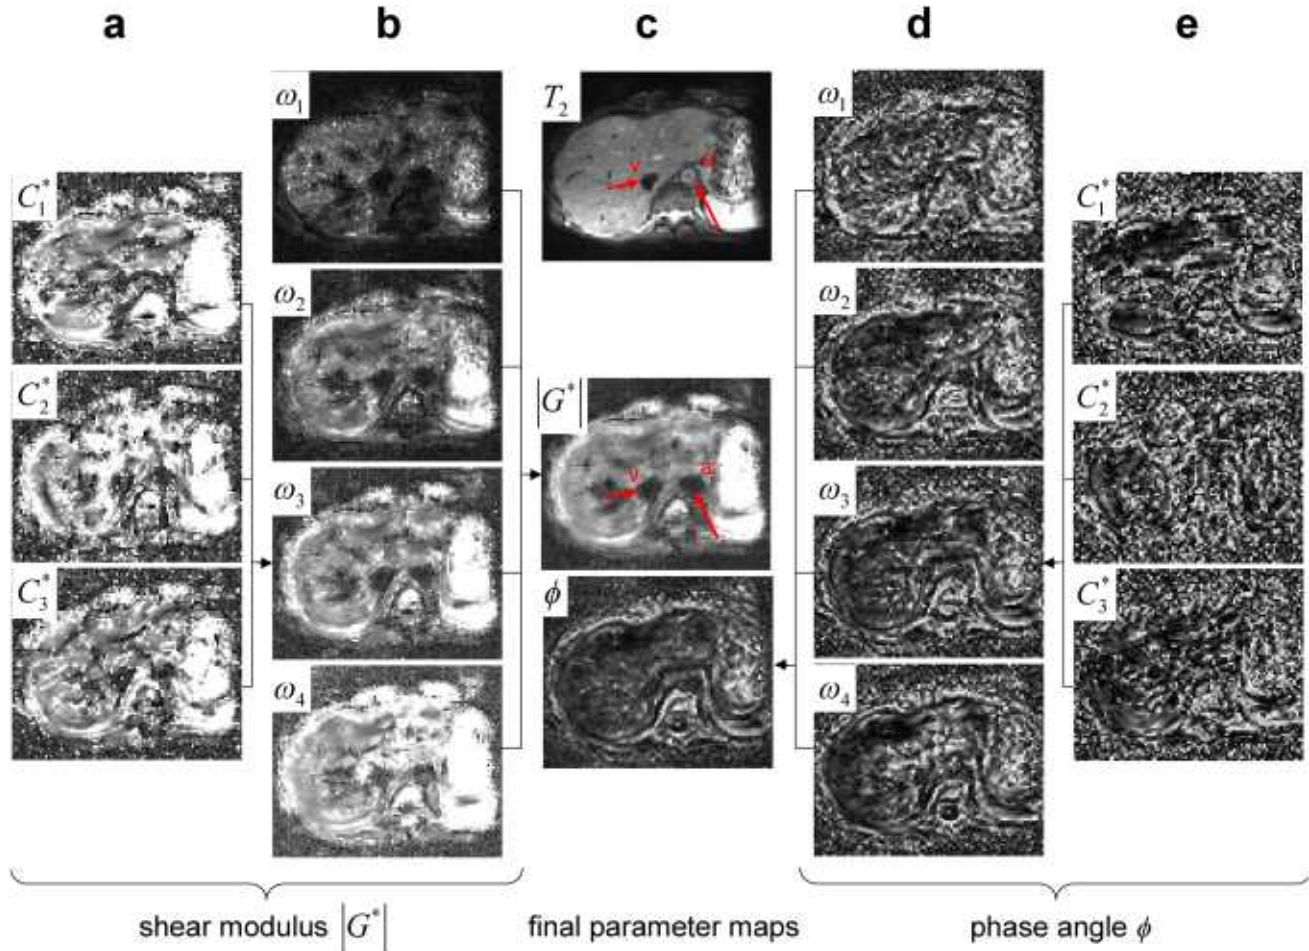 a b c d e
ω₁
ω₂
ω₃
ω₄
C₁*
C₂*
C₃*
T₂
v
a
|G*|
v
a
ϕ
ω₁
ω₂
ω₃
ω₄
C₁*
C₂*
C₃*
shear modulus |G*| final parameter maps phase angle ϕ